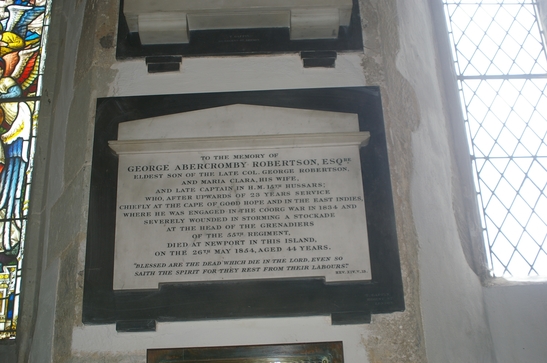 TO THE MEMORY OF
GEORGE ABERCROMBY ROBERTSON, ESQRE
ELDEST SON OF THE LATE COL. GEORGE ROBERTSON,
AND MARIA CLARA, HIS WIFE,
AND LATE CAPTAIN IN H.M. 15TH HUSSARS;
WHO, AFTER UPWARDS OF 25 YEARS SERVICE
CHIEFLY AT THE CAPE OF GOOD HOPE AND IN THE EAST INDIES,
WHERE HE WAS ENGAGED IN THE COORG WAR IN 1834 AND
SEVERELY WOUNDED IN STORMING A STOCKADE
AT THE HEAD OF THE GRENADIERS
OF THE 55TH REGIMENT,
DIED AT NEWPORT IN THIS ISLAND,
ON THE 26TH MAY 1854, AGED 44 YEARS.
"BLESSED ARE THE DEAD WHICH DIE IN THE LORD, EVEN SO
SAITH THE SPIRIT FOR THEY REST FROM THEIR LABOURS."